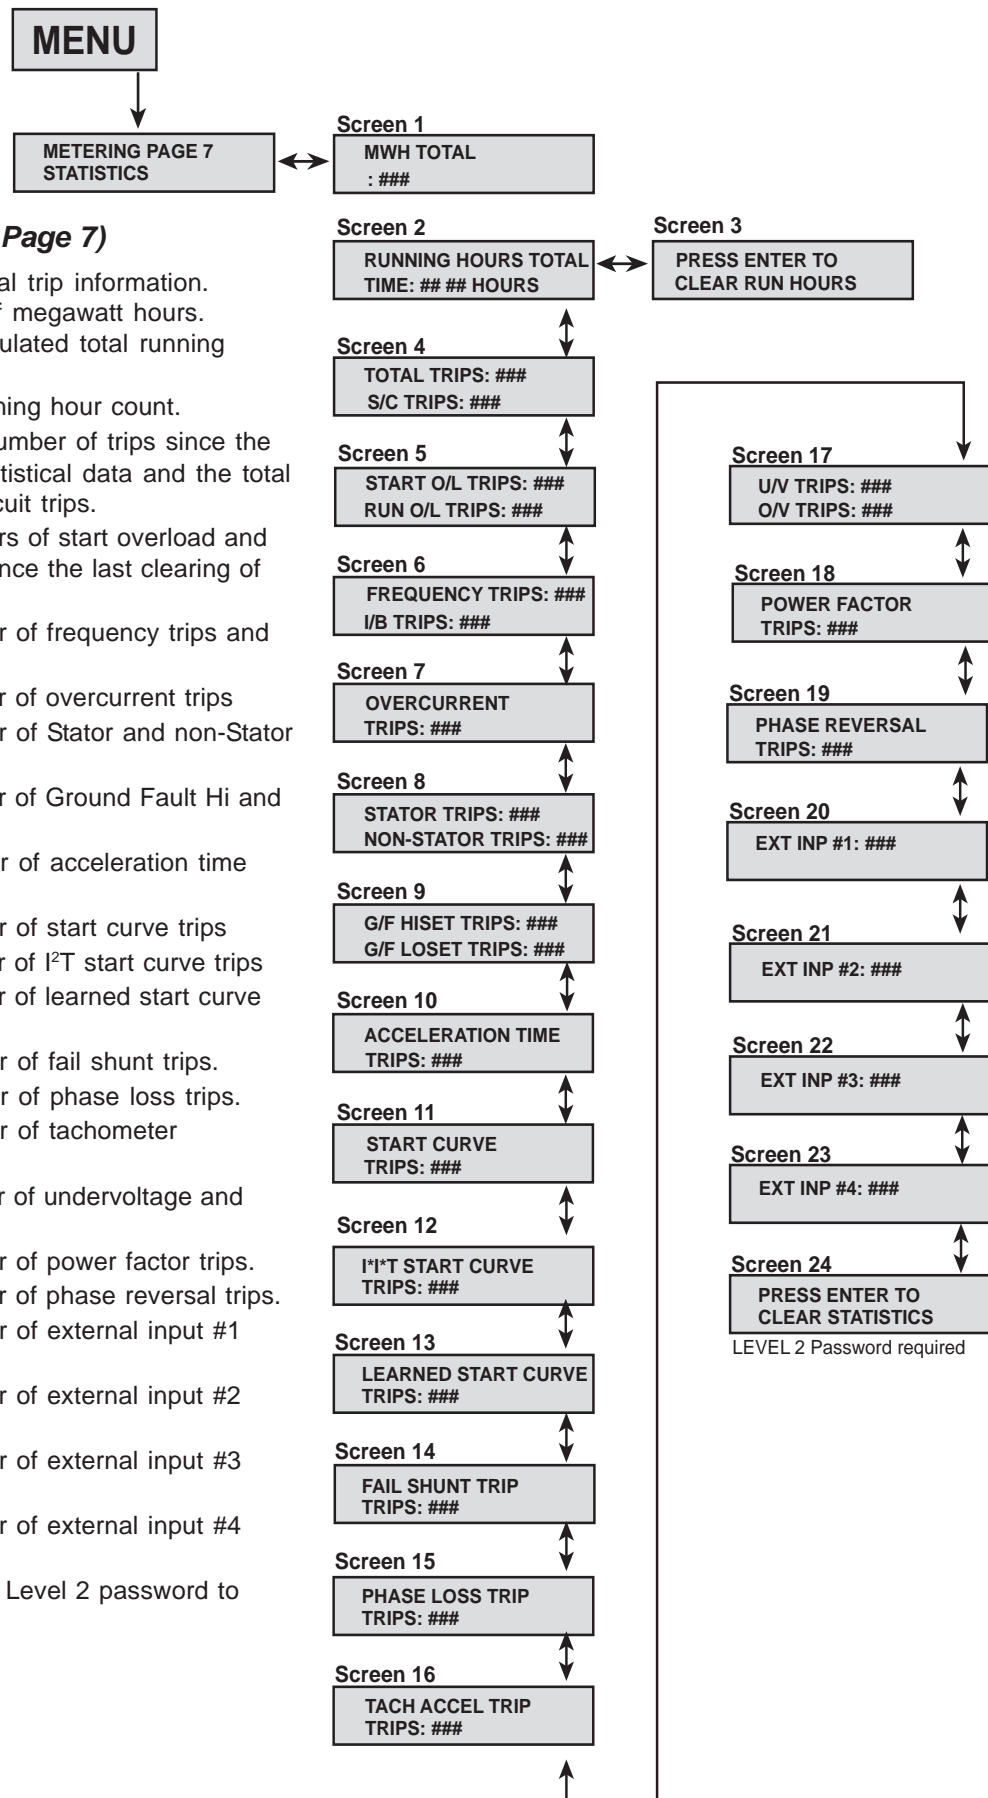 MENU
METERING PAGE 7
STATISTICS
Page 7)
al trip information.
f megawatt hours.
ulated total running
ning hour count.
umber of trips since the
tistical data and the total
cuit trips.
rs of start overload and
nce the last clearing of
r of frequency trips and
r of overcurrent trips
r of Stator and non-Stator
r of Ground Fault Hi and
r of acceleration time
r of start curve trips
r of I²T start curve trips
r of learned start curve
r of fail shunt trips.
r of phase loss trips.
r of tachometer
r of undervoltage and
r of power factor trips.
r of phase reversal trips.
r of external input #1
r of external input #2
r of external input #3
r of external input #4
Level 2 password to
Screen 1
MWH TOTAL
: ###
Screen 2
RUNNING HOURS TOTAL
TIME: ## ## HOURS
Screen 3
PRESS ENTER TO
CLEAR RUN HOURS
Screen 4
TOTAL TRIPS: ###
S/C TRIPS: ###
Screen 5
START O/L TRIPS: ###
RUN O/L TRIPS: ###
Screen 6
FREQUENCY TRIPS: ###
I/B TRIPS: ###
Screen 7
OVERCURRENT
TRIPS: ###
Screen 8
STATOR TRIPS: ###
NON-STATOR TRIPS: ###
Screen 9
G/F HISET TRIPS: ###
G/F LOSET TRIPS: ###
Screen 10
ACCELERATION TIME
TRIPS: ###
Screen 11
START CURVE
TRIPS: ###
Screen 12
I*I*T START CURVE
TRIPS: ###
Screen 13
LEARNED START CURVE
TRIPS: ###
Screen 14
FAIL SHUNT TRIP
TRIPS: ###
Screen 15
PHASE LOSS TRIP
TRIPS: ###
Screen 16
TACH ACCEL TRIP
TRIPS: ###
Screen 17
U/V TRIPS: ###
O/V TRIPS: ###
Screen 18
POWER FACTOR
TRIPS: ###
Screen 19
PHASE REVERSAL
TRIPS: ###
Screen 20
EXT INP #1: ###
Screen 21
EXT INP #2: ###
Screen 22
EXT INP #3: ###
Screen 23
EXT INP #4: ###
Screen 24
PRESS ENTER TO
CLEAR STATISTICS
LEVEL 2 Password required